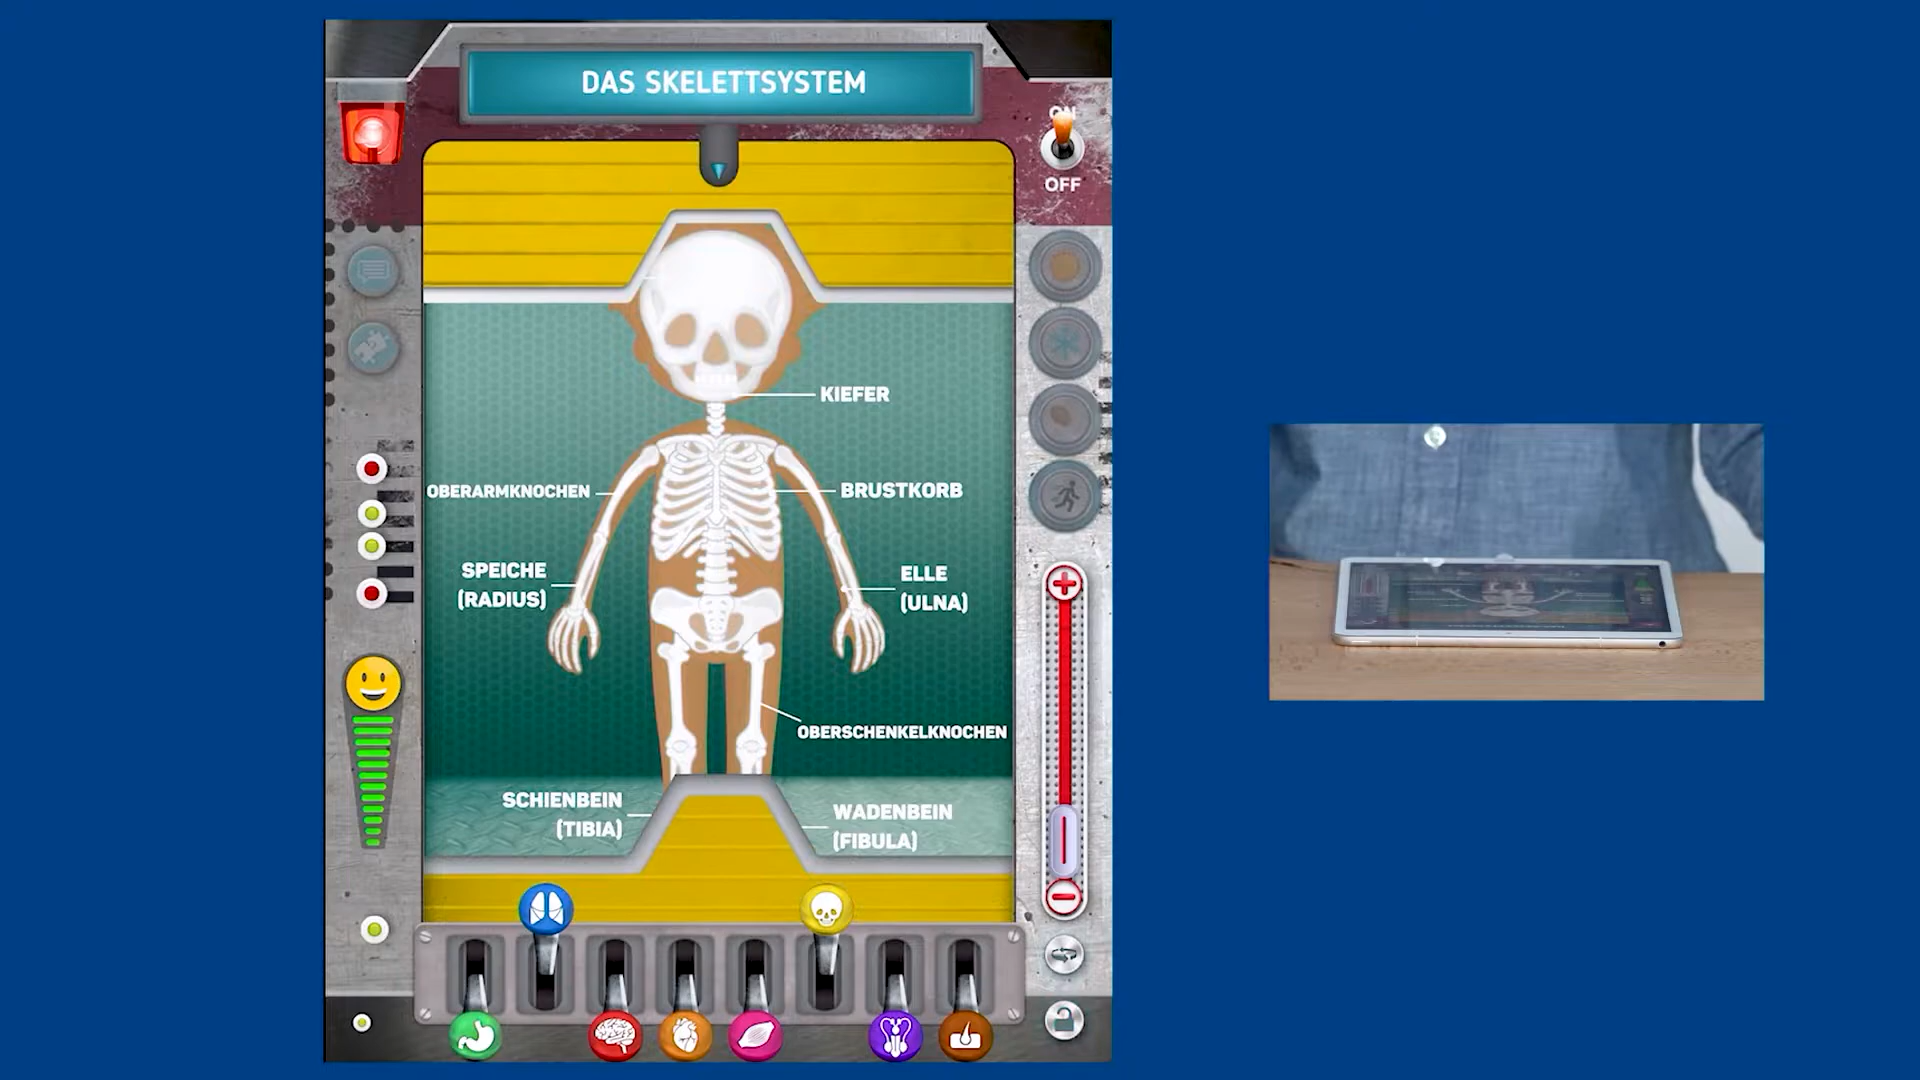 DAS SKELETTSYSTEM
ON
OFF
KIEFER
OBERARMKNOCHEN
BRUSTKORB
SPEICHE
(RADIUS)
ELLE
(ULNA)
OBERSCHENKELKNOCHEN
SCHIENBEIN
(TIBIA)
WADENBEIN
(FIBULA)